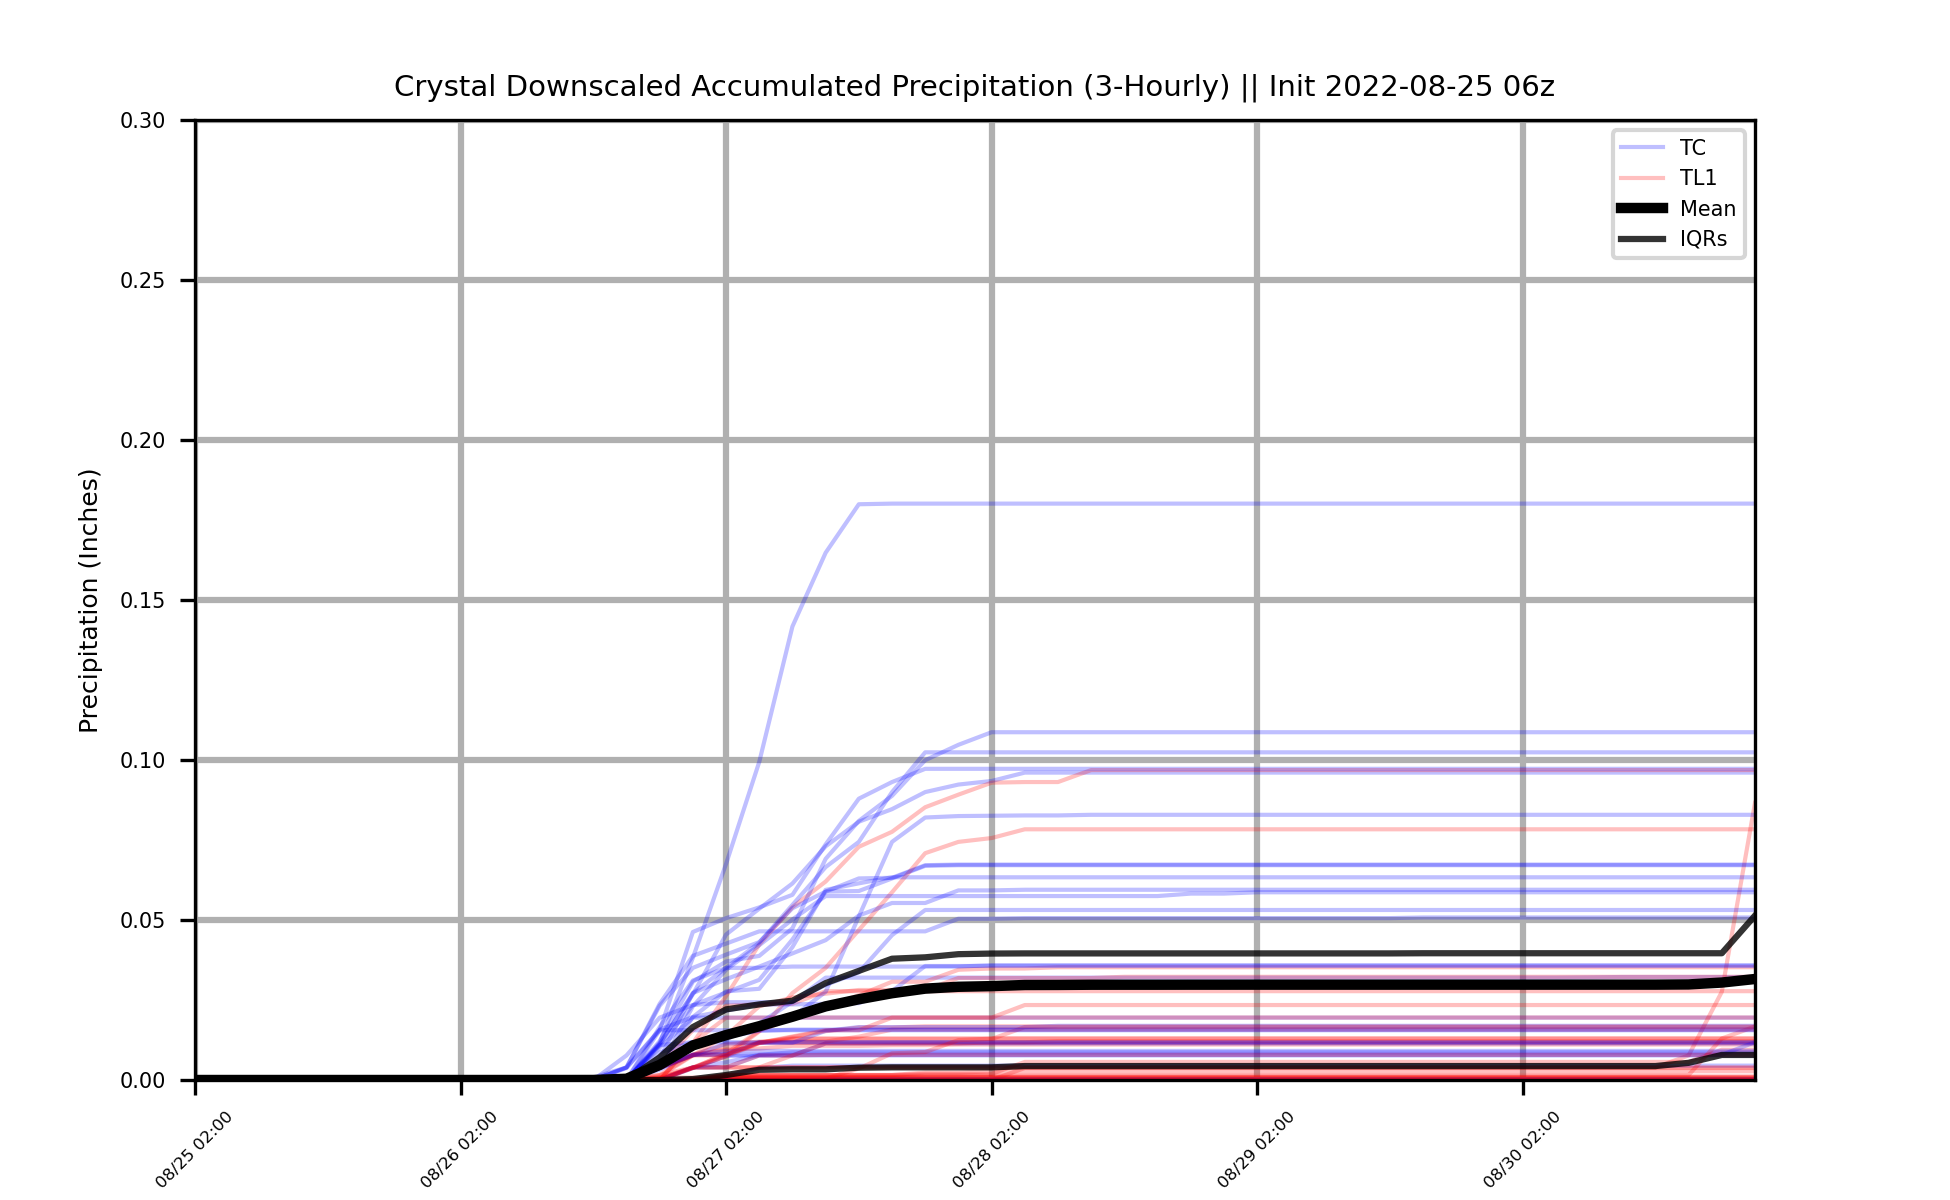 Crystal Downscaled Accumulated Precipitation (3-Hourly) || Init 2022-08-25 06z
TC
TL1
Mean
IQRs
Precipitation (Inches)
0.30
0.25
0.20
0.15
0.10
0.05
0.00
08/25 02:00
08/26 02:00
08/27 02:00
08/28 02:00
08/29 02:00
08/30 02:00